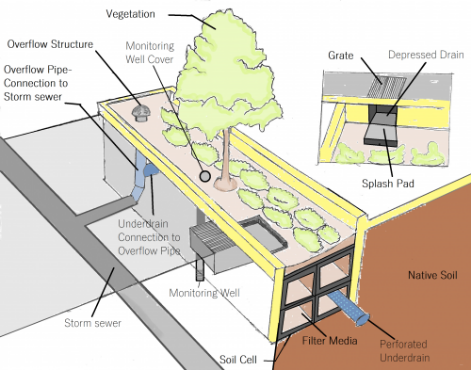 Vegetation
Overflow Structure
Monitoring
Well Cover
Overflow Pipe-
Connection to
Storm sewer
Grate
Depressed Drain
Splash Pad
Underdrain
Connection to
Overflow Pipe
Monitoring Well
Storm sewer
Native Soil
Filter Media
Perforated
Underdrain
Soil Cell